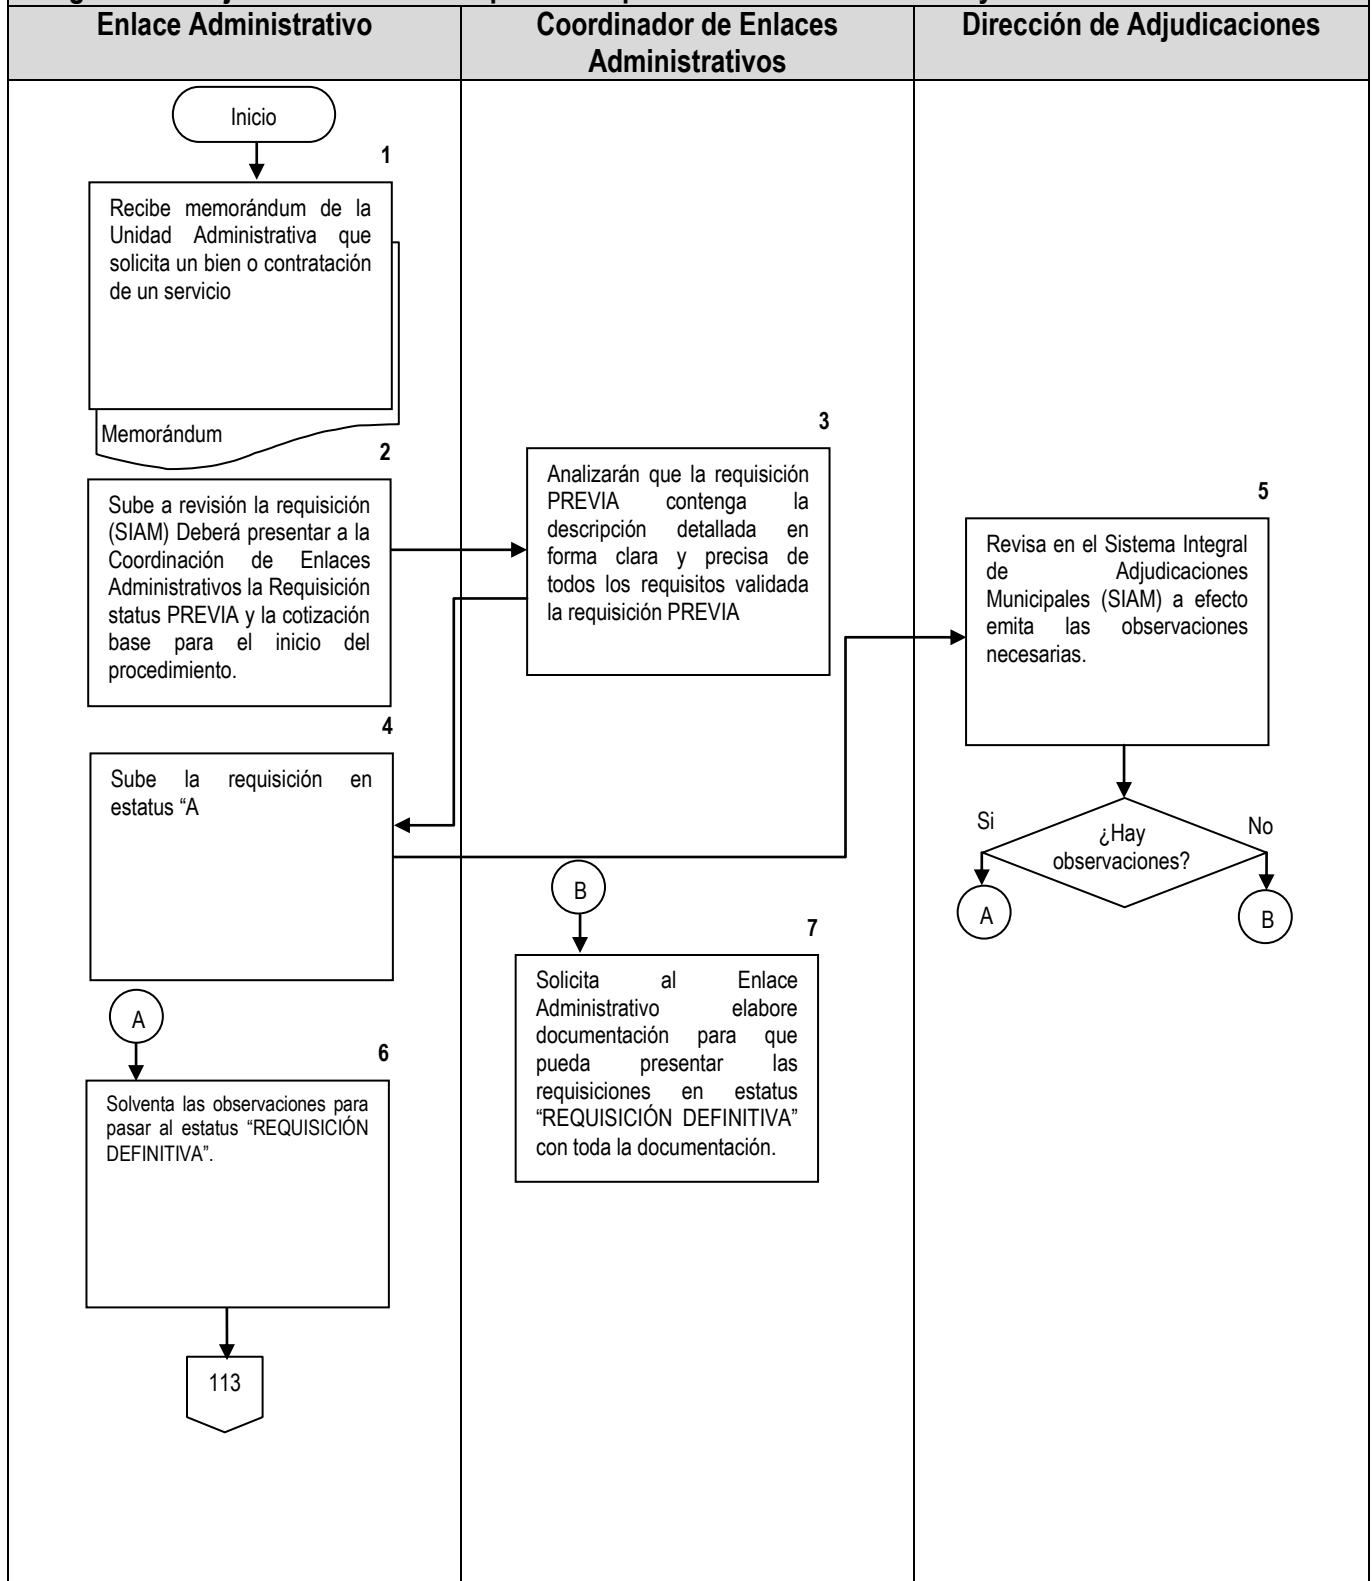 Enlace Administrativo
Coordinador de Enlaces
Administrativos
Dirección de Adjudicaciones
Inicio
1
Recibe memorándum de la
Unidad Administrativa que
solicita un bien o contratación
de un servicio
Memorándum
2
Sube a revisión la requisición
(SIAM) Deberá presentar a la
Coordinación de Enlaces
Administrativos la Requisición
status PREVIA y la cotización
base para el inicio del
procedimiento.
3
Analizarán que la requisición
PREVIA contenga la
descripción detallada en
forma clara y precisa de
todos los requisitos validada
la requisición PREVIA
4
Sube la requisición en
estatus “A
5
Revisa en el Sistema Integral
de Adjudicaciones
Municipales (SIAM) a efecto
emita las observaciones
necesarias.
Si
¿Hay
observaciones?
No
A
B
A
6
Solventa las observaciones para
pasar al estatus “REQUISICIÓN
DEFINITIVA”.
113
B
7
Solicita al Enlace
Administrativo elabore
documentación para que
pueda presentar las
requisiciones en estatus
“REQUISICIÓN DEFINITIVA”
con toda la documentación.